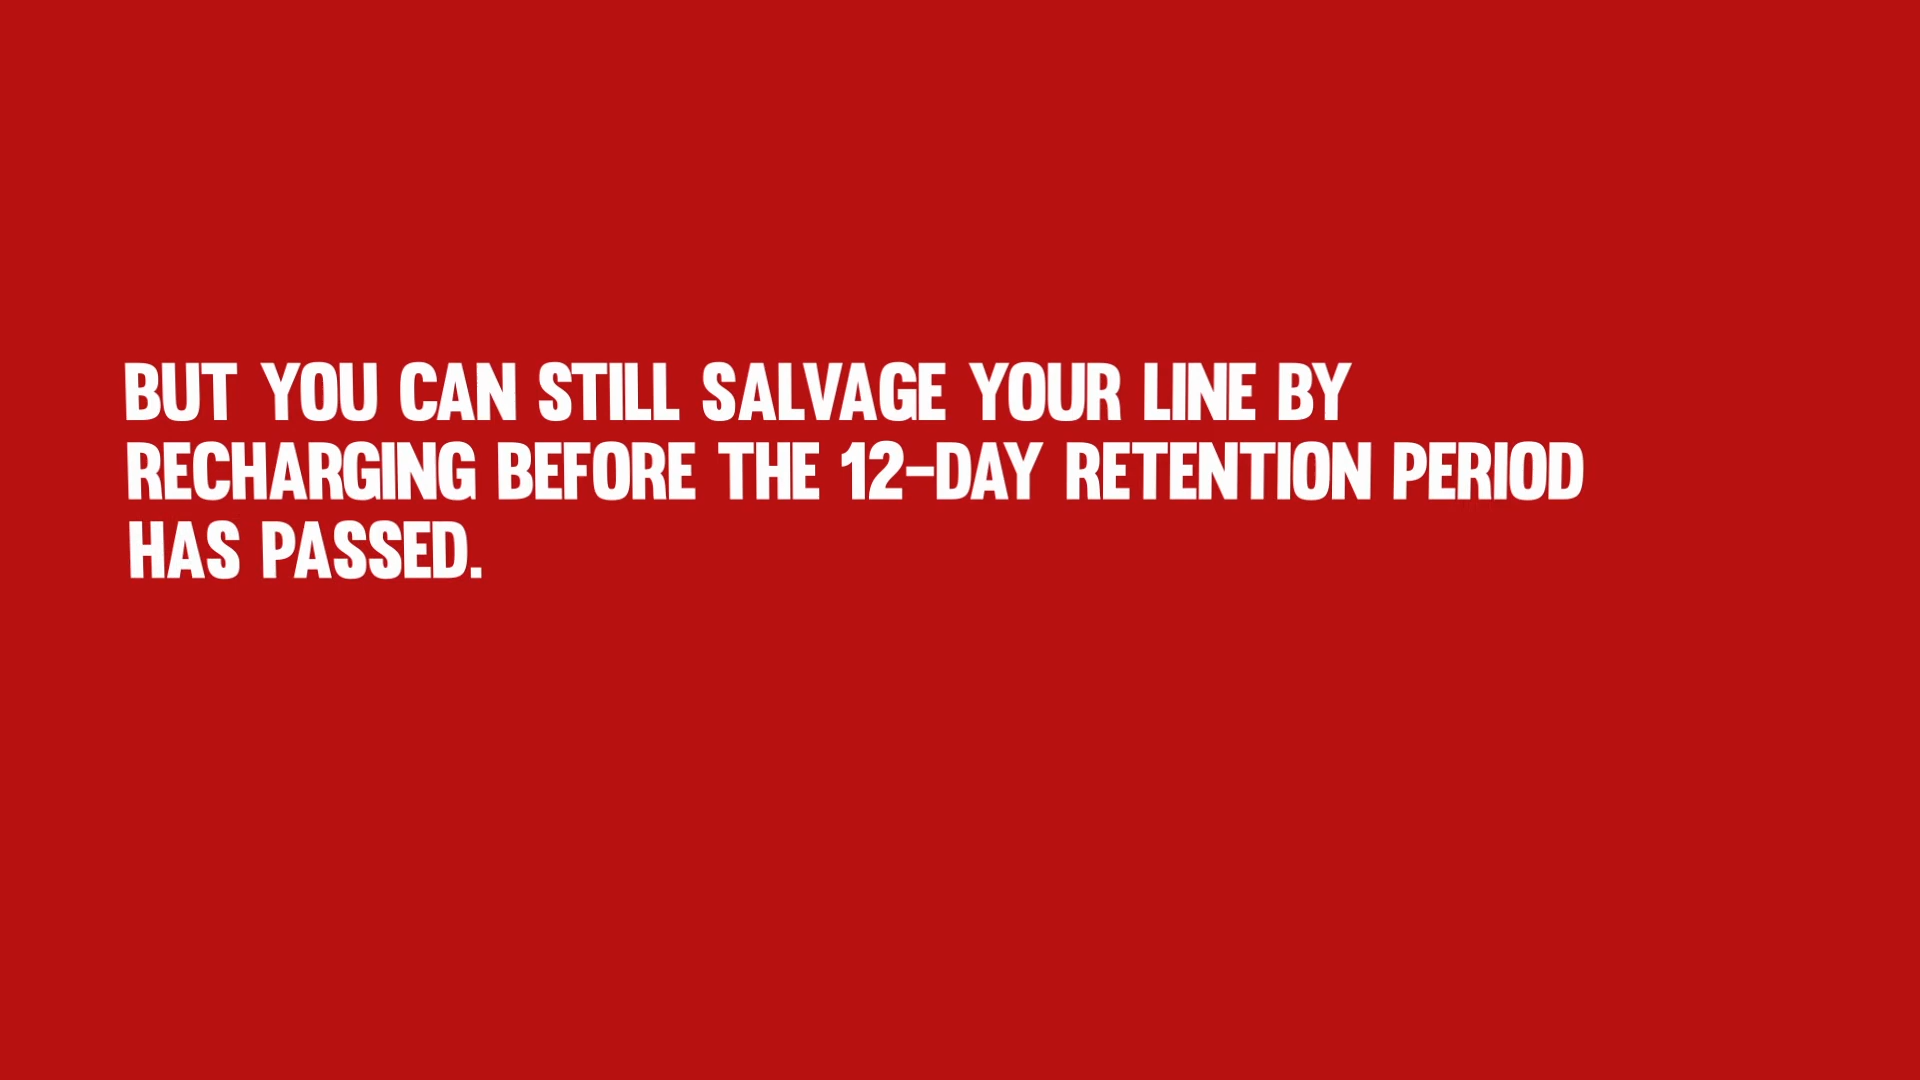 BUT YOU CAN STILL SALVAGE YOUR LINE BY
RECHARGING BEFORE THE 12-DAY RETENTION PERIOD
HAS PASSED.